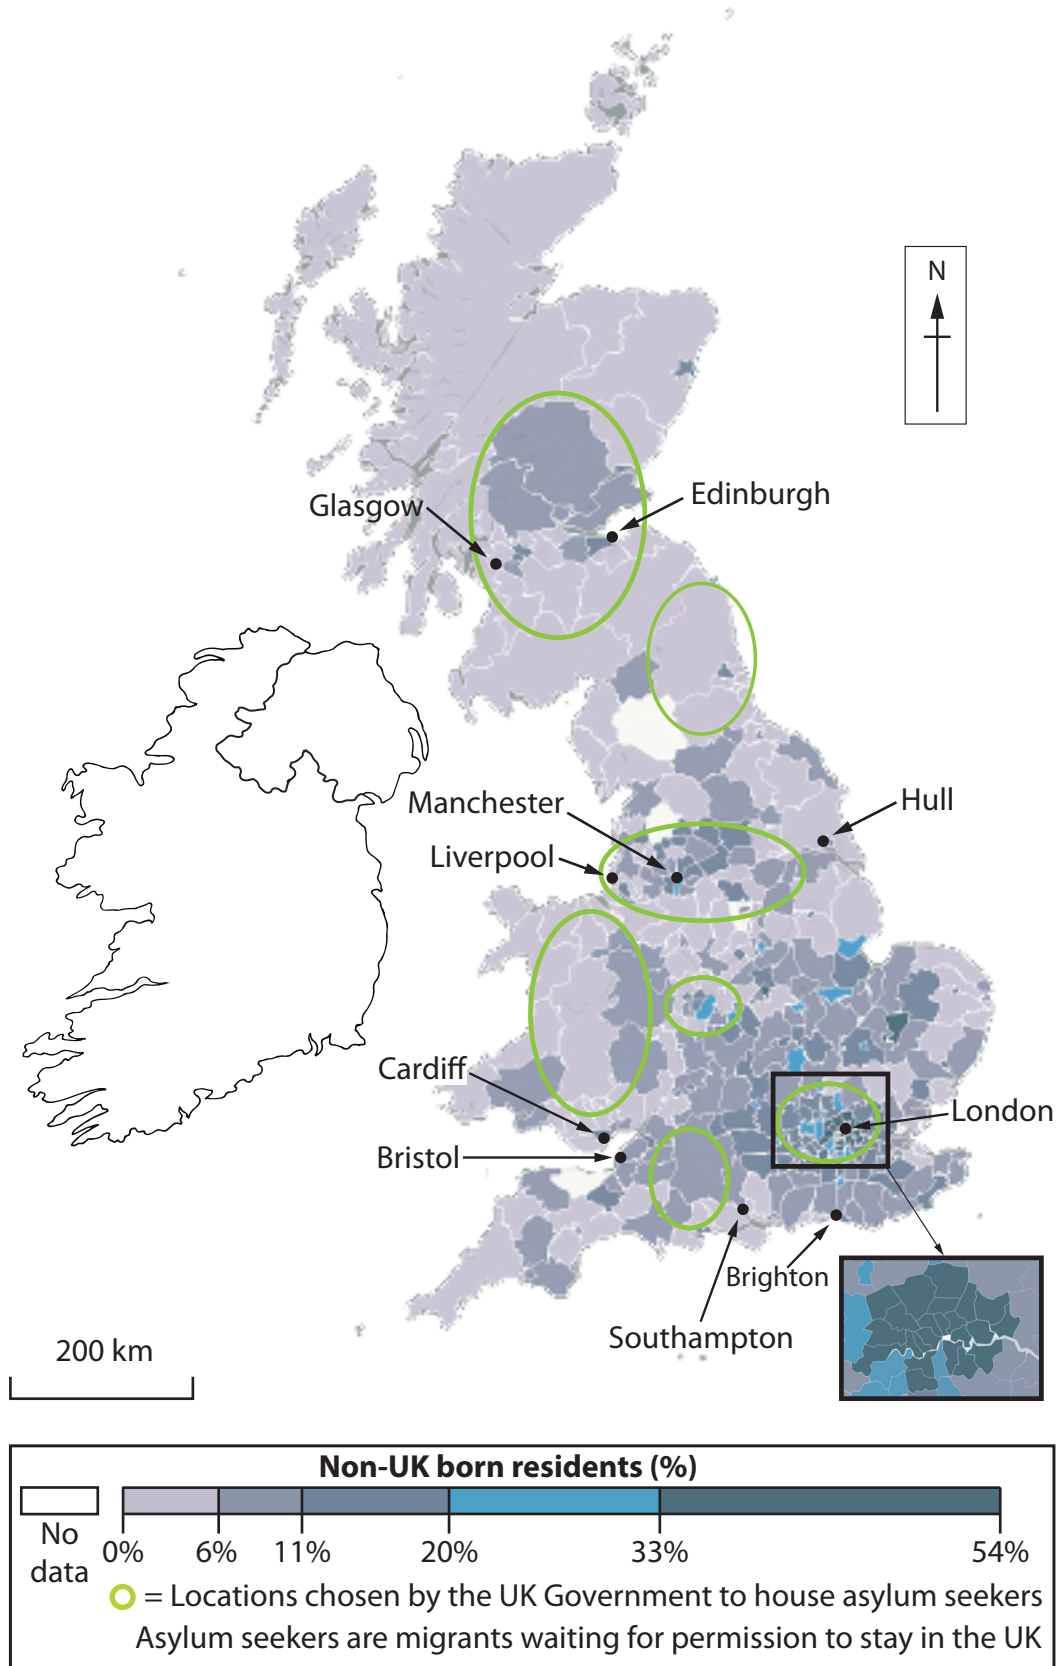 N
Edinburgh
Glasgow
Manchester
Hull
Liverpool
Cardiff
London
Bristol
Brighton
Southampton
200 km
Non-UK born residents (%)
No
data
0% 6% 11% 20% 33% 54%
= Locations chosen by the UK Government to house asylum seekers
Asylum seekers are migrants waiting for permission to stay in the UK